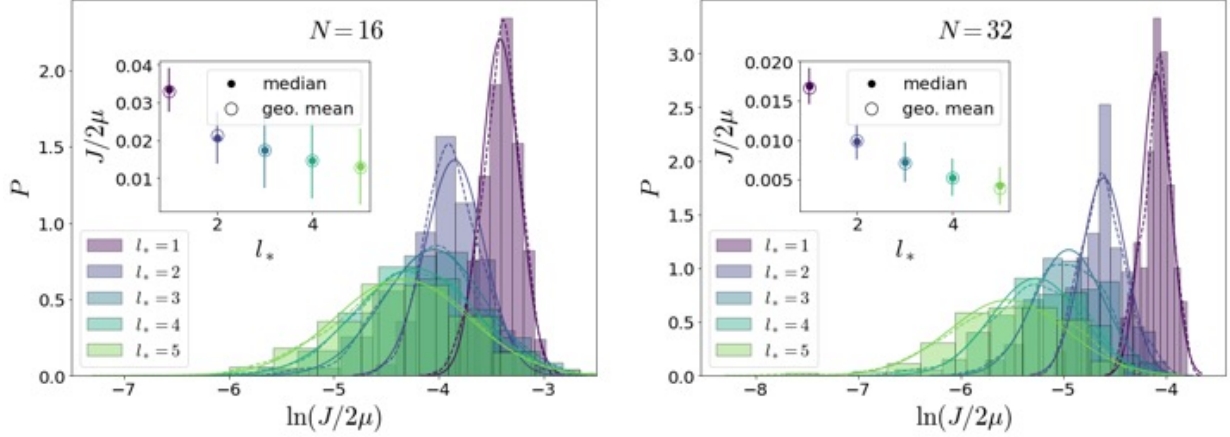 N = 16
P
2.0
1.5
1.0
0.5
0.0
−7
−6
−5
−4
−3
ln(J/2μ)
J/2μ
0.04
0.03
0.02
0.01
2
4
l*
median
geo. mean
l* = 1
l* = 2
l* = 3
l* = 4
l* = 5
N = 32
P
3.0
2.5
2.0
1.5
1.0
0.5
0.0
−8
−7
−6
−5
−4
ln(J/2μ)
J/2μ
0.020
0.015
0.010
0.005
2
4
l*
median
geo. mean
l* = 1
l* = 2
l* = 3
l* = 4
l* = 5